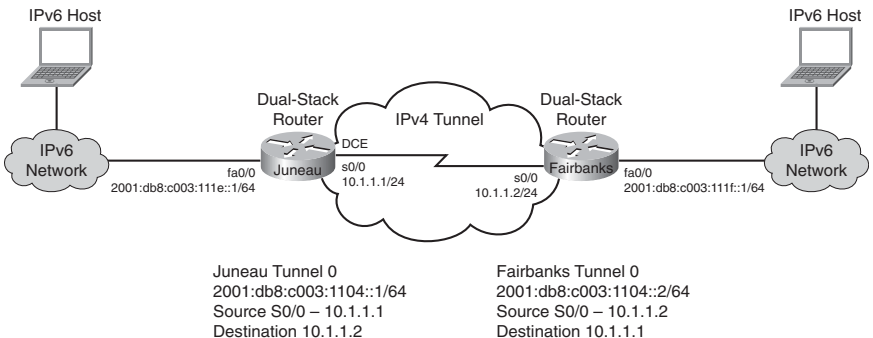 IPv6 Host
IPv6 Host
Dual-Stack
Router
IPv4 Tunnel
Dual-Stack
Router
DCE
IPv6
Network
fa0/0
2001:db8:c003:111e::1/64
Juneau
s0/0
10.1.1.1/24
s0/0
10.1.1.2/24
Fairbanks
fa0/0
2001:db8:c003:111f::1/64
IPv6
Network
Juneau Tunnel 0
2001:db8:c003:1104::1/64
Source S0/0 – 10.1.1.1
Destination 10.1.1.2
Fairbanks Tunnel 0
2001:db8:c003:1104::2/64
Source S0/0 – 10.1.1.2
Destination 10.1.1.1